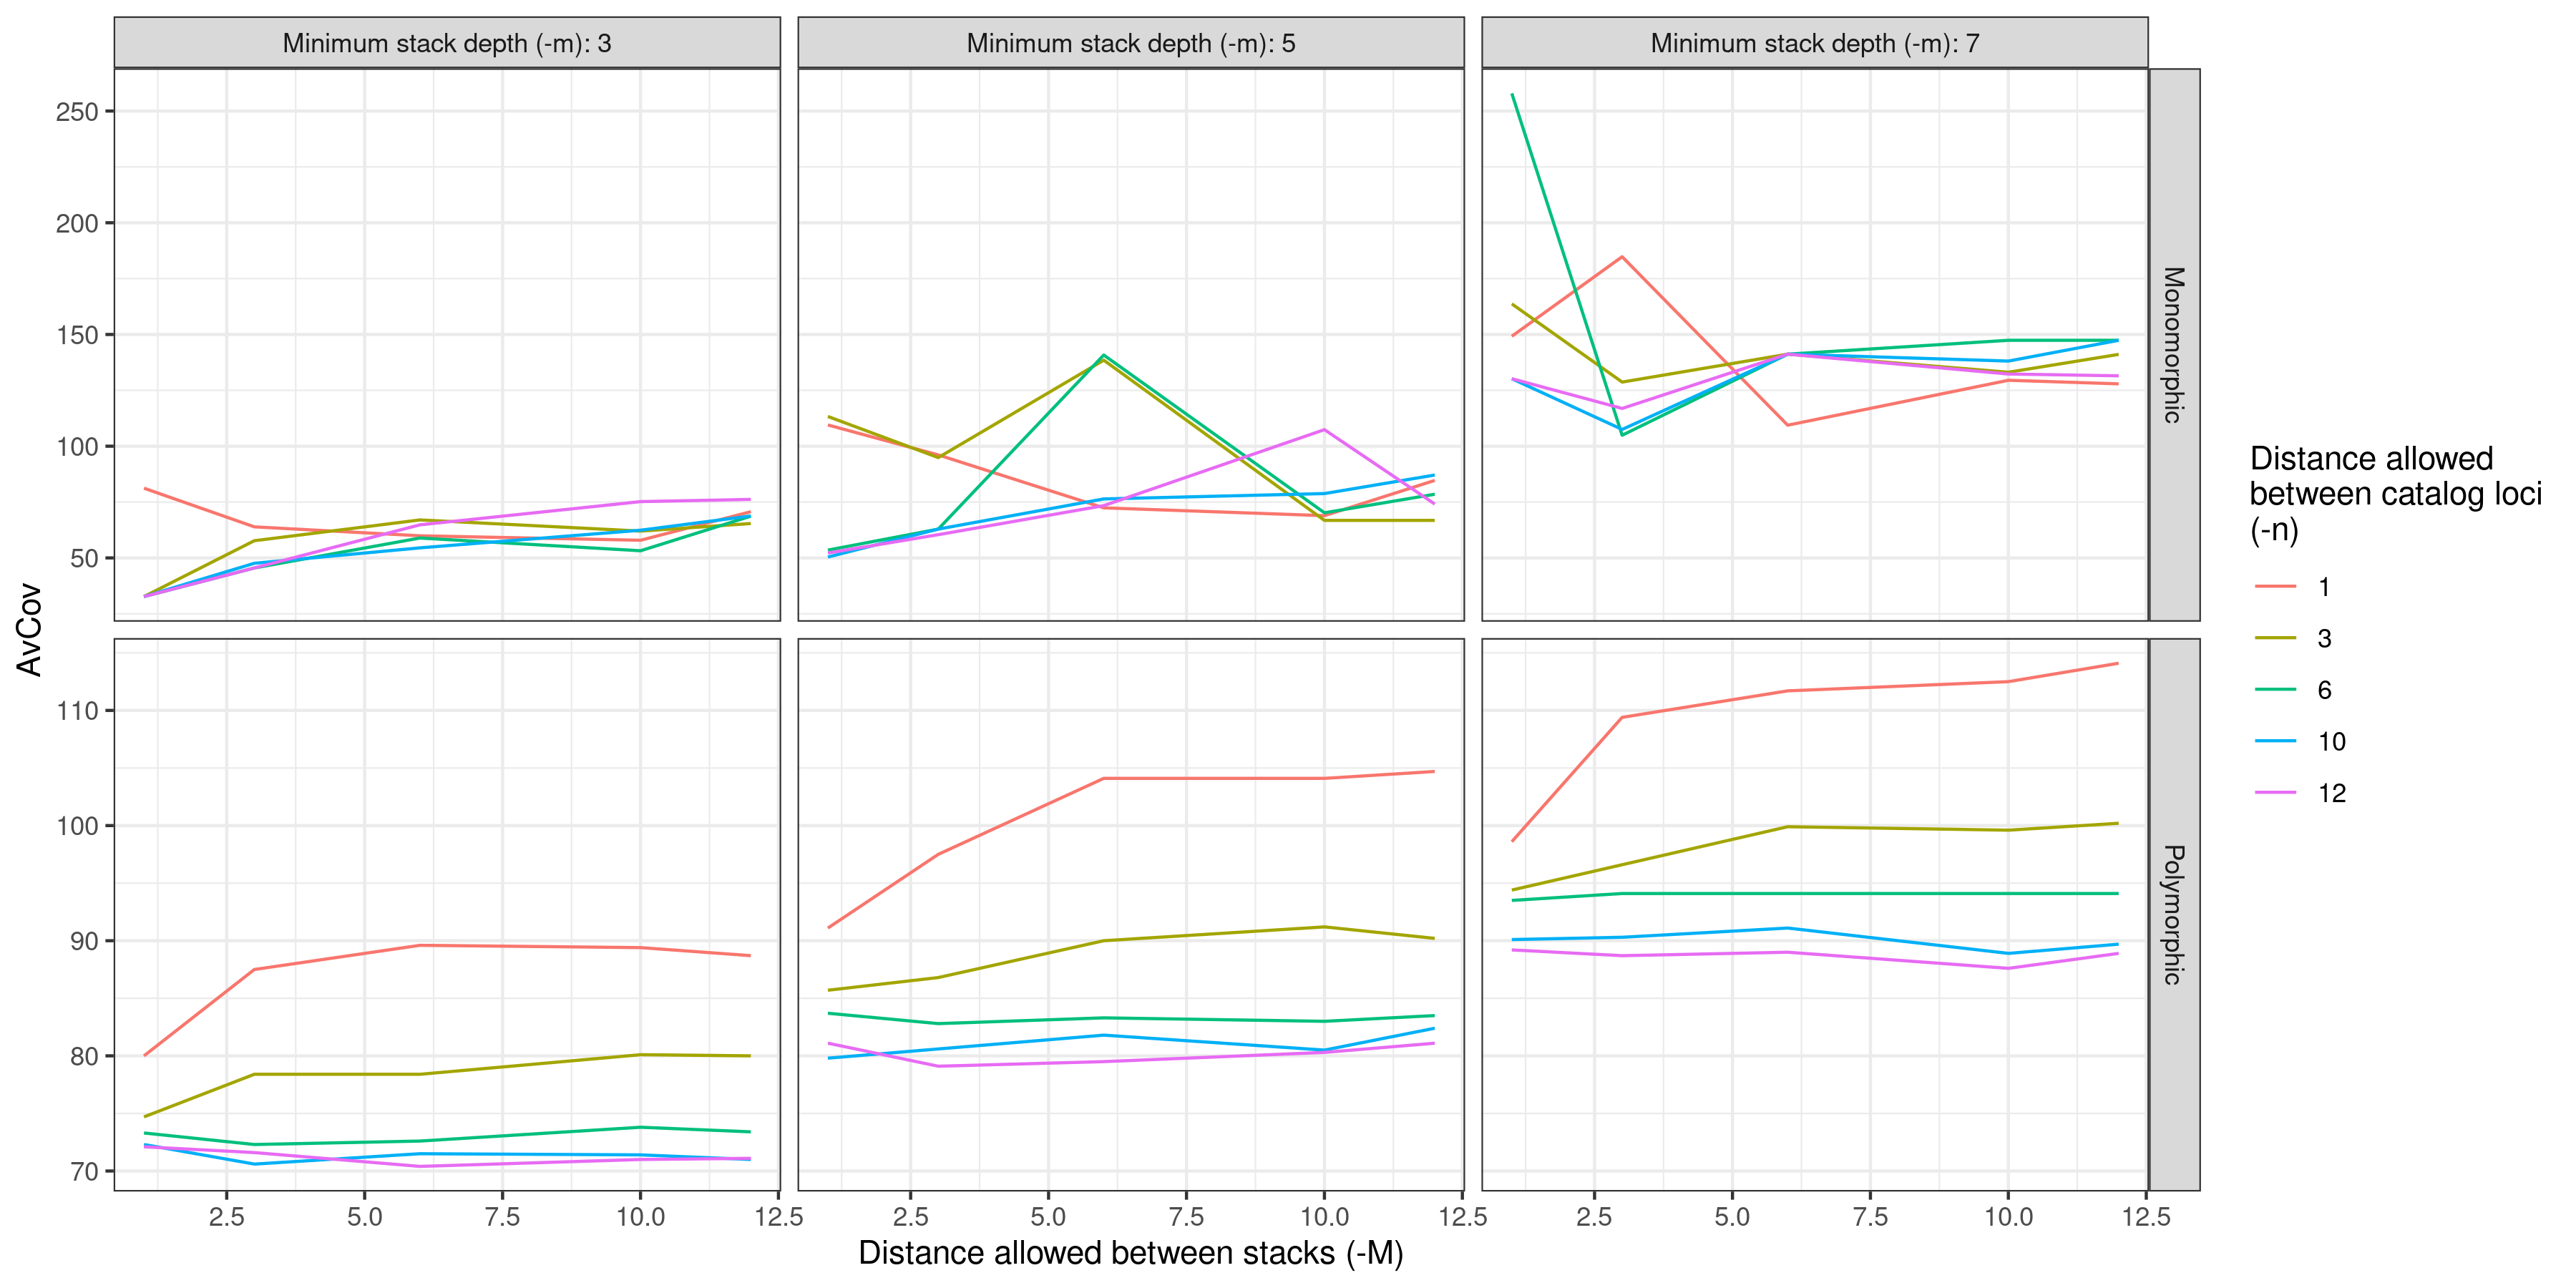 Minimum stack depth (-m): 3
Minimum stack depth (-m): 5
Minimum stack depth (-m): 7
250
200
150
100
50
Monomorphic
AvCov
110
100
90
80
70
Polymorphic
2.5 5.0 7.5 10.0 12.5
2.5 5.0 7.5 10.0 12.5
2.5 5.0 7.5 10.0 12.5
Distance allowed between stacks (-M)
Distance allowed
between catalog loci
(-n)
1
3
6
10
12